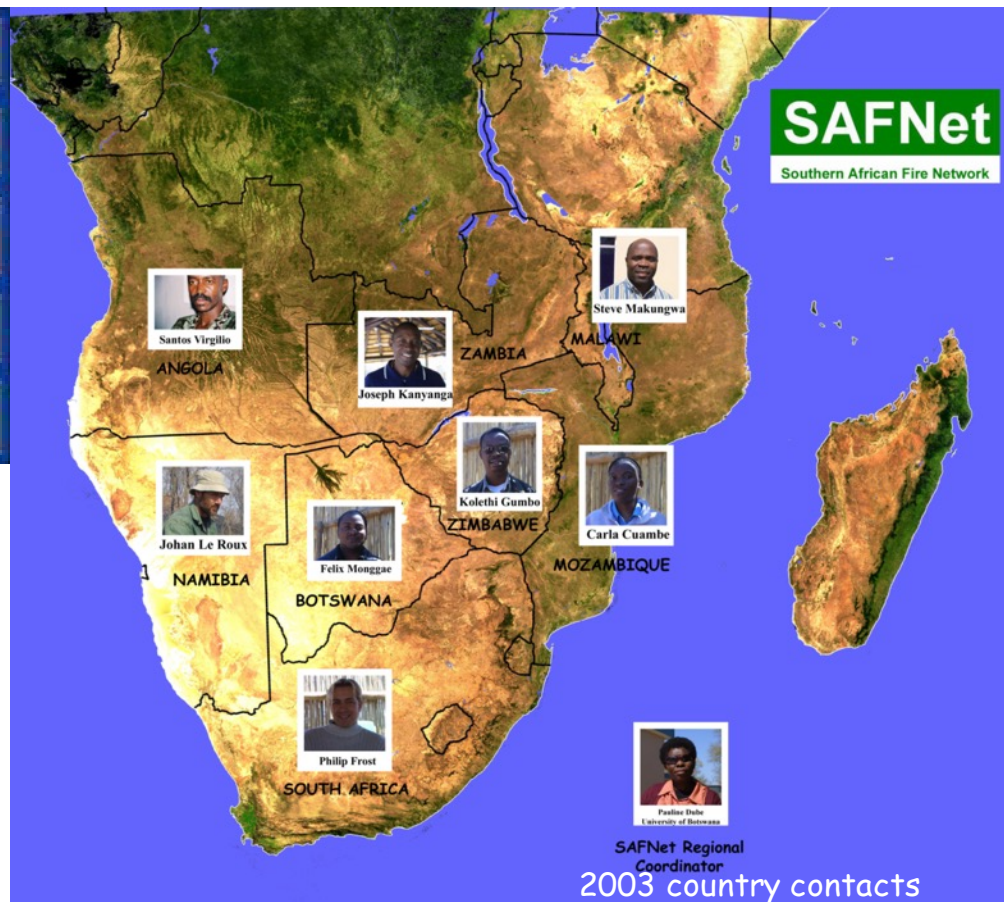 SAFNet
Southern African Fire Network
Steve Makungwa
MALAWI
Santos Virgilio
ANGOLA
Joseph Kanyanga
ZAMBIA
Kolethi Gumbo
ZIMBABWE
Carla Cuambe
MOZAMBIQUE
Johan Le Roux
NAMIBIA
Felix Monggae
BOTSWANA
Philip Frost
SOUTH AFRICA
Pauline Dube
University of Botswana
SAFNet Regional
Coordinator
2003 country contacts